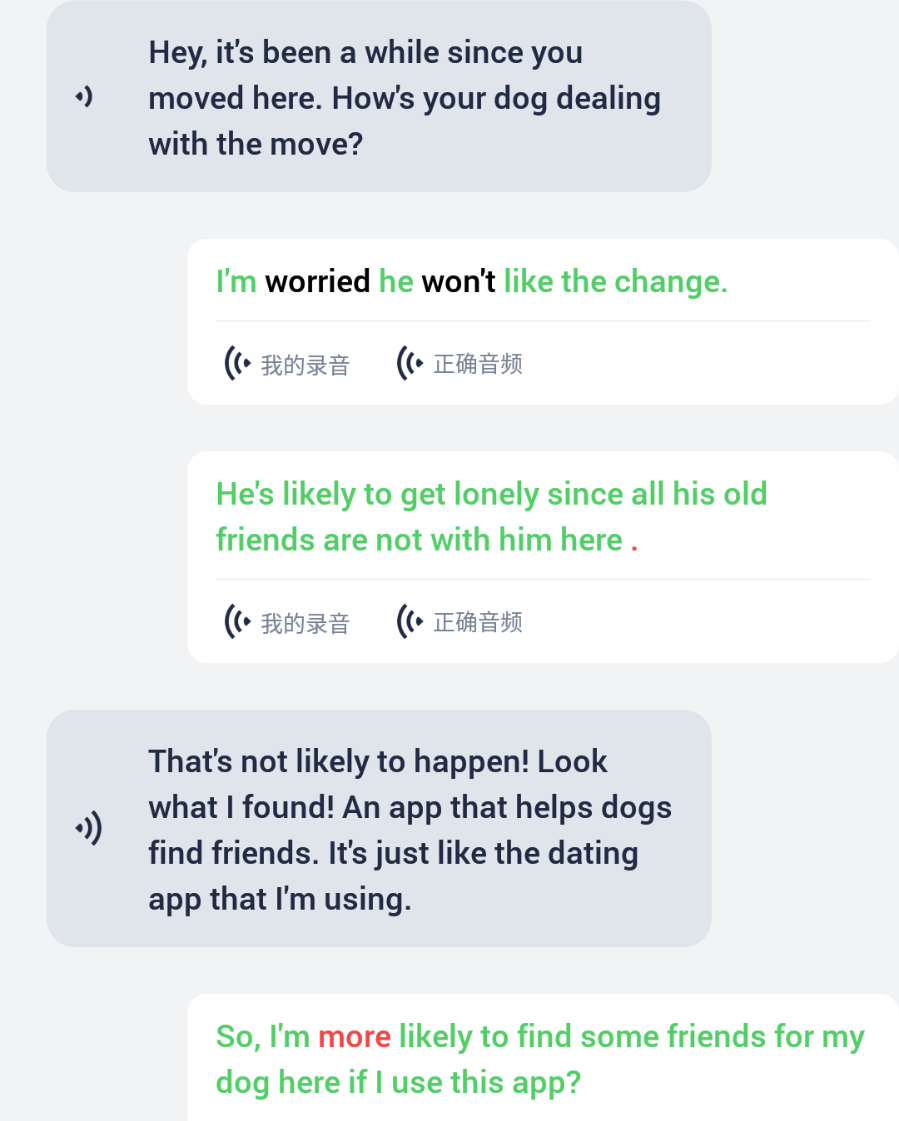 Hey, it's been a while since you
moved here. How's your dog dealing
with the move?
I'm worried he won't like the change.
我的录音 正确音频
He's likely to get lonely since all his old
friends are not with him here .
我的录音 正确音频
That's not likely to happen! Look
what I found! An app that helps dogs
find friends. It's just like the dating
app that I'm using.
So, I'm more likely to find some friends for my
dog here if I use this app?